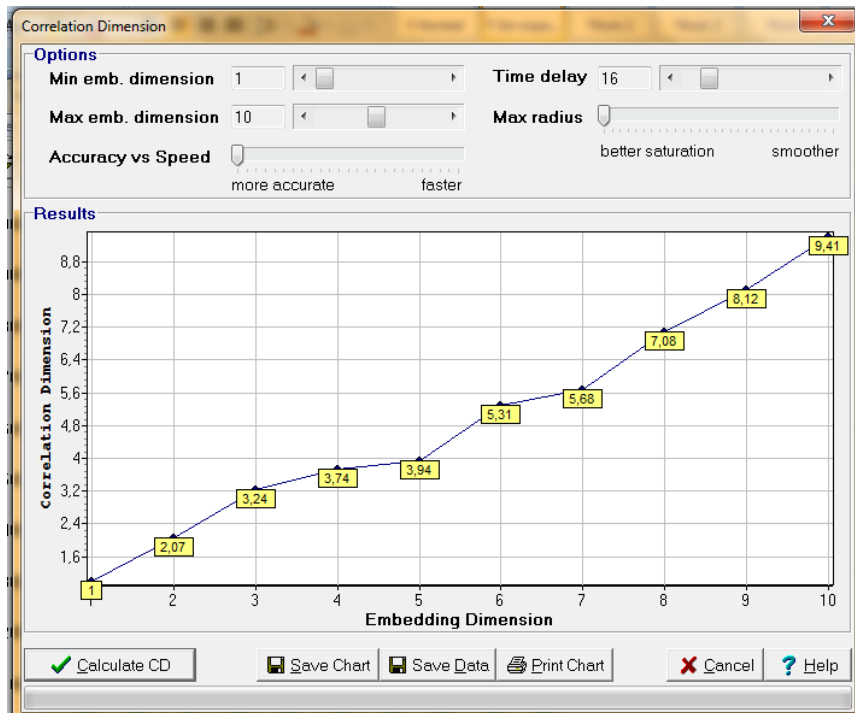 Correlation Dimension
Options
Min emb. dimension 1
Time delay 16
Max emb. dimension 10
Max radius
better saturation smoother
Accuracy vs Speed
more accurate faster
Results
Correlation Dimension
8,8
8
7,2
6,4
5,6
4,8
4
3,2
2,4
1,6
1
2,07
3,24
3,74
3,94
5,31
5,68
7,08
8,12
9,41
1 2 3 4 5 6 7 8 9 10
Embedding Dimension
Calculate CD Save Chart Save Data Print Chart Cancel ? Help